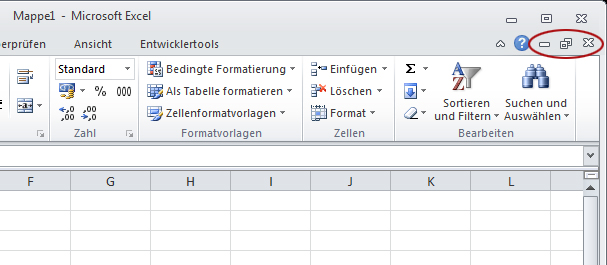 Mappe1 - Microsoft Excel
erprüfen Ansicht Entwicklertools
Standard Bedingte Formatierung Einfügen Σ
% 000 Als Tabelle formatieren Löschen Sortieren und Filtern Suchen und Auswählen
,0 ,00 ,00 ,0 Zellenformatvorlagen Format
Zahl Formatvorlagen Zellen Bearbeiten
F G H I J K L